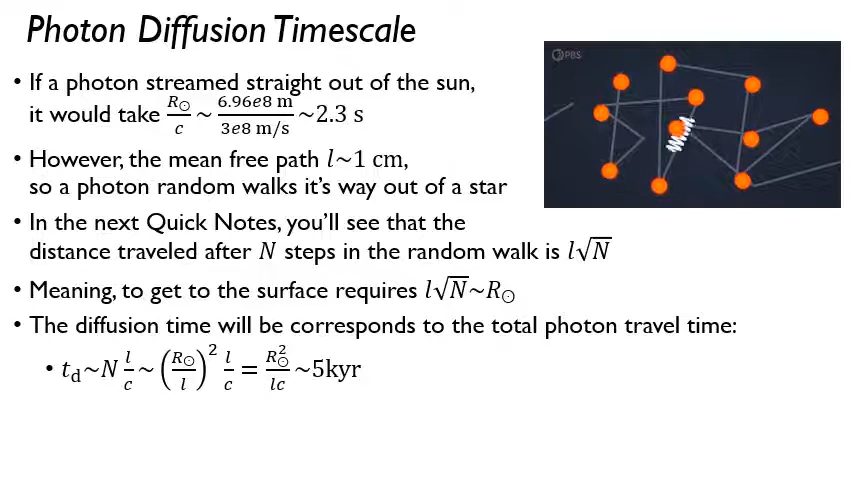 Photon Diffusion Timescale
PBS
• If a photon streamed straight out of the sun,
it would take R☉/c ~ 6.96e8 m/3e8 m/s ~2.3 s
• However, the mean free path l~1 cm,
so a photon random walks it's way out of a star
• In the next Quick Notes, you'll see that the
distance traveled after N steps in the random walk is l√N
• Meaning, to get to the surface requires l√N~R☉
• The diffusion time will be corresponds to the total photon travel time:
• t_d~N l/c ~ (R☉/l)² l/c = R☉²/lc ~5kyr